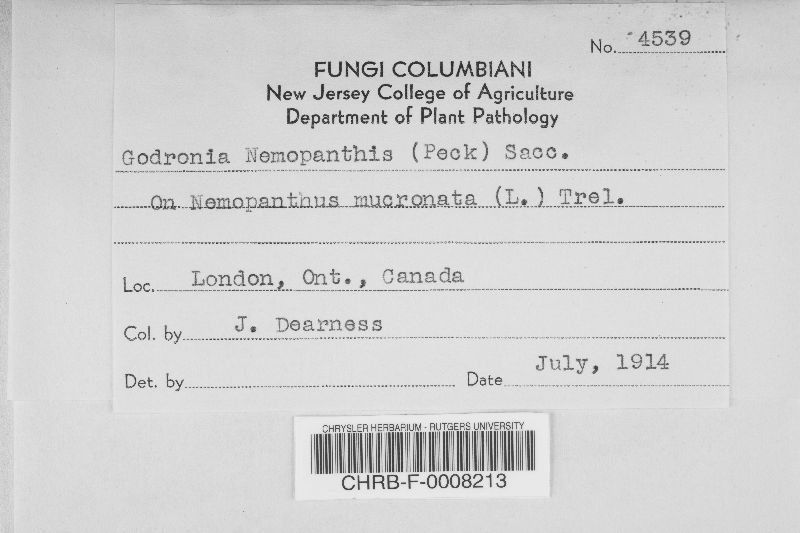 No. 4539
FUNGI COLUMBIANI
New Jersey College of Agriculture
Department of Plant Pathology
Godronia Nemopanthis (Peck) Sacc.
On Nemopanthus mucronata (L.) Trel.
Loc. London, Ont., Canada
Col. by J. Dearness
Det. by Date July, 1914
CHRYSLER HERBARIUM - RUTGERS UNIVERSITY
CHRB-F-0008213